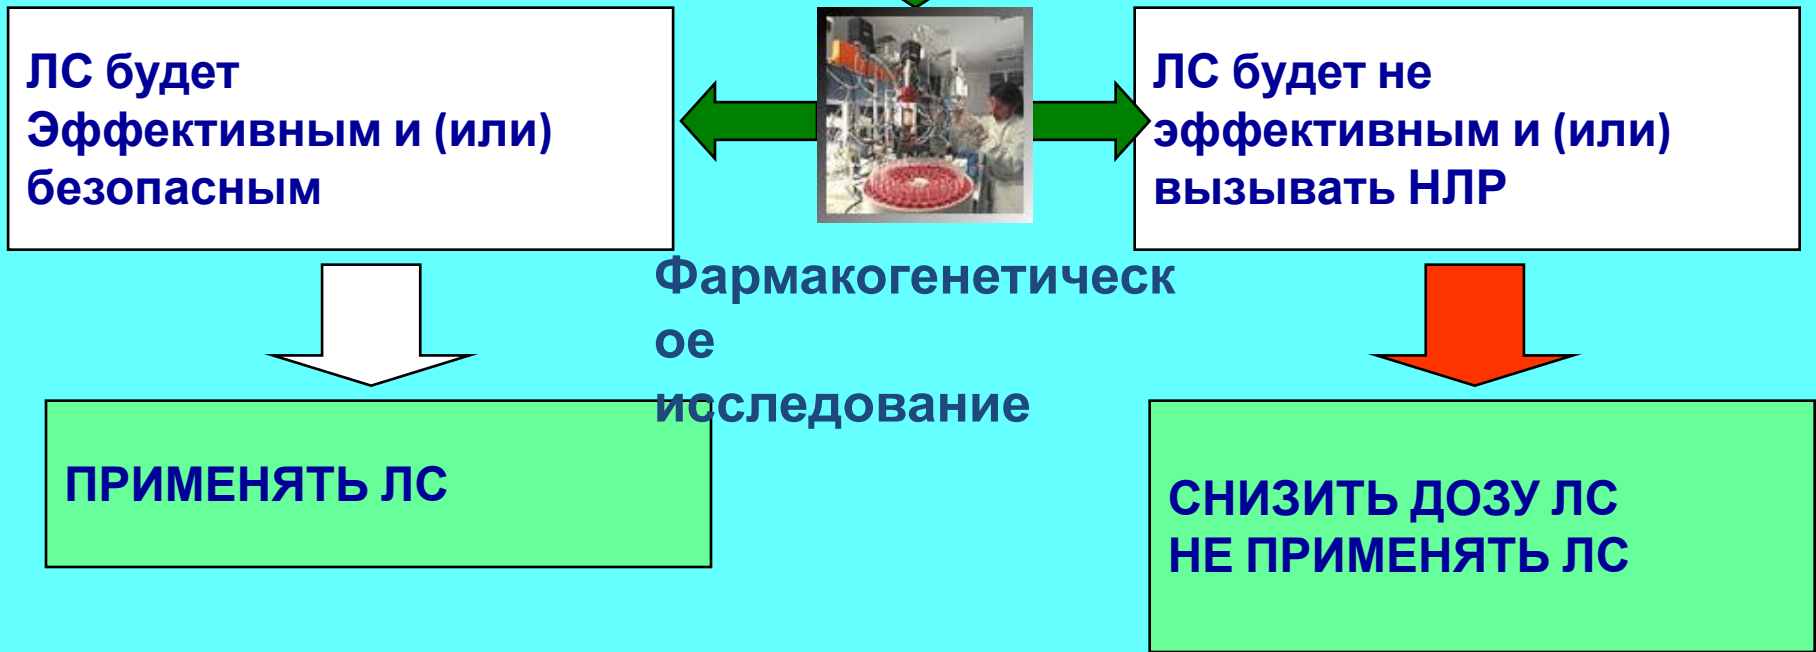 ЛС будет
Эффективным и (или)
безопасным
ЛС будет не
эффективным и (или)
вызывать НЛР
Фармакогенетическ
ое
исследование
ПРИМЕНЯТЬ ЛС
СНИЗИТЬ ДОЗУ ЛС
НЕ ПРИМЕНЯТЬ ЛС